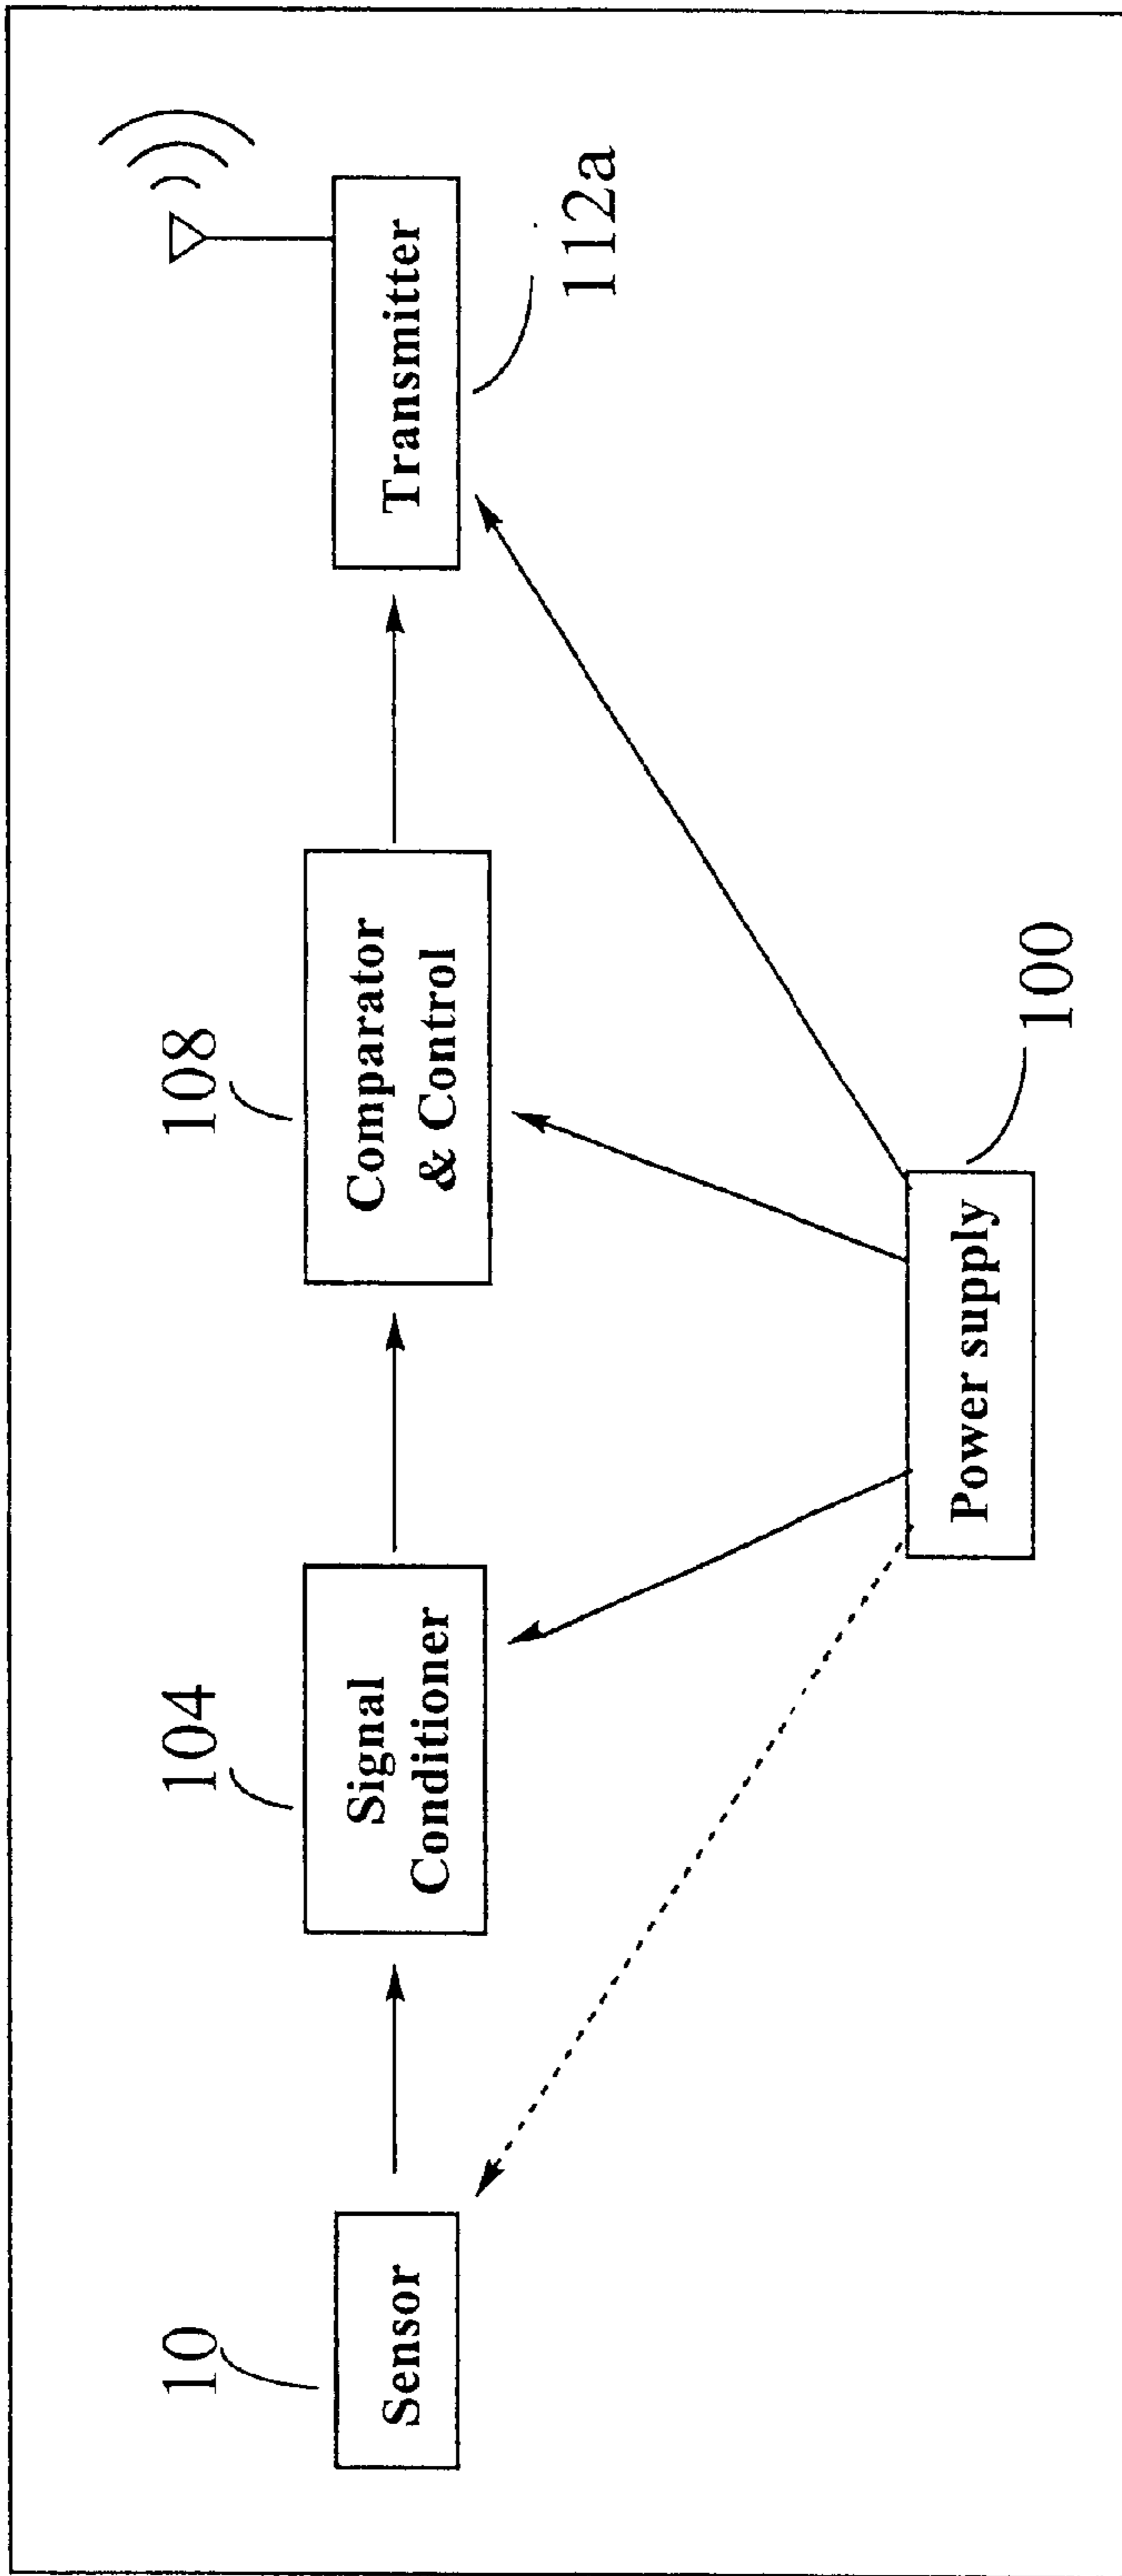 10
Sensor
104
Signal
Conditioner
108
Comparator
& Control
Transmitter
112a
Power supply
100